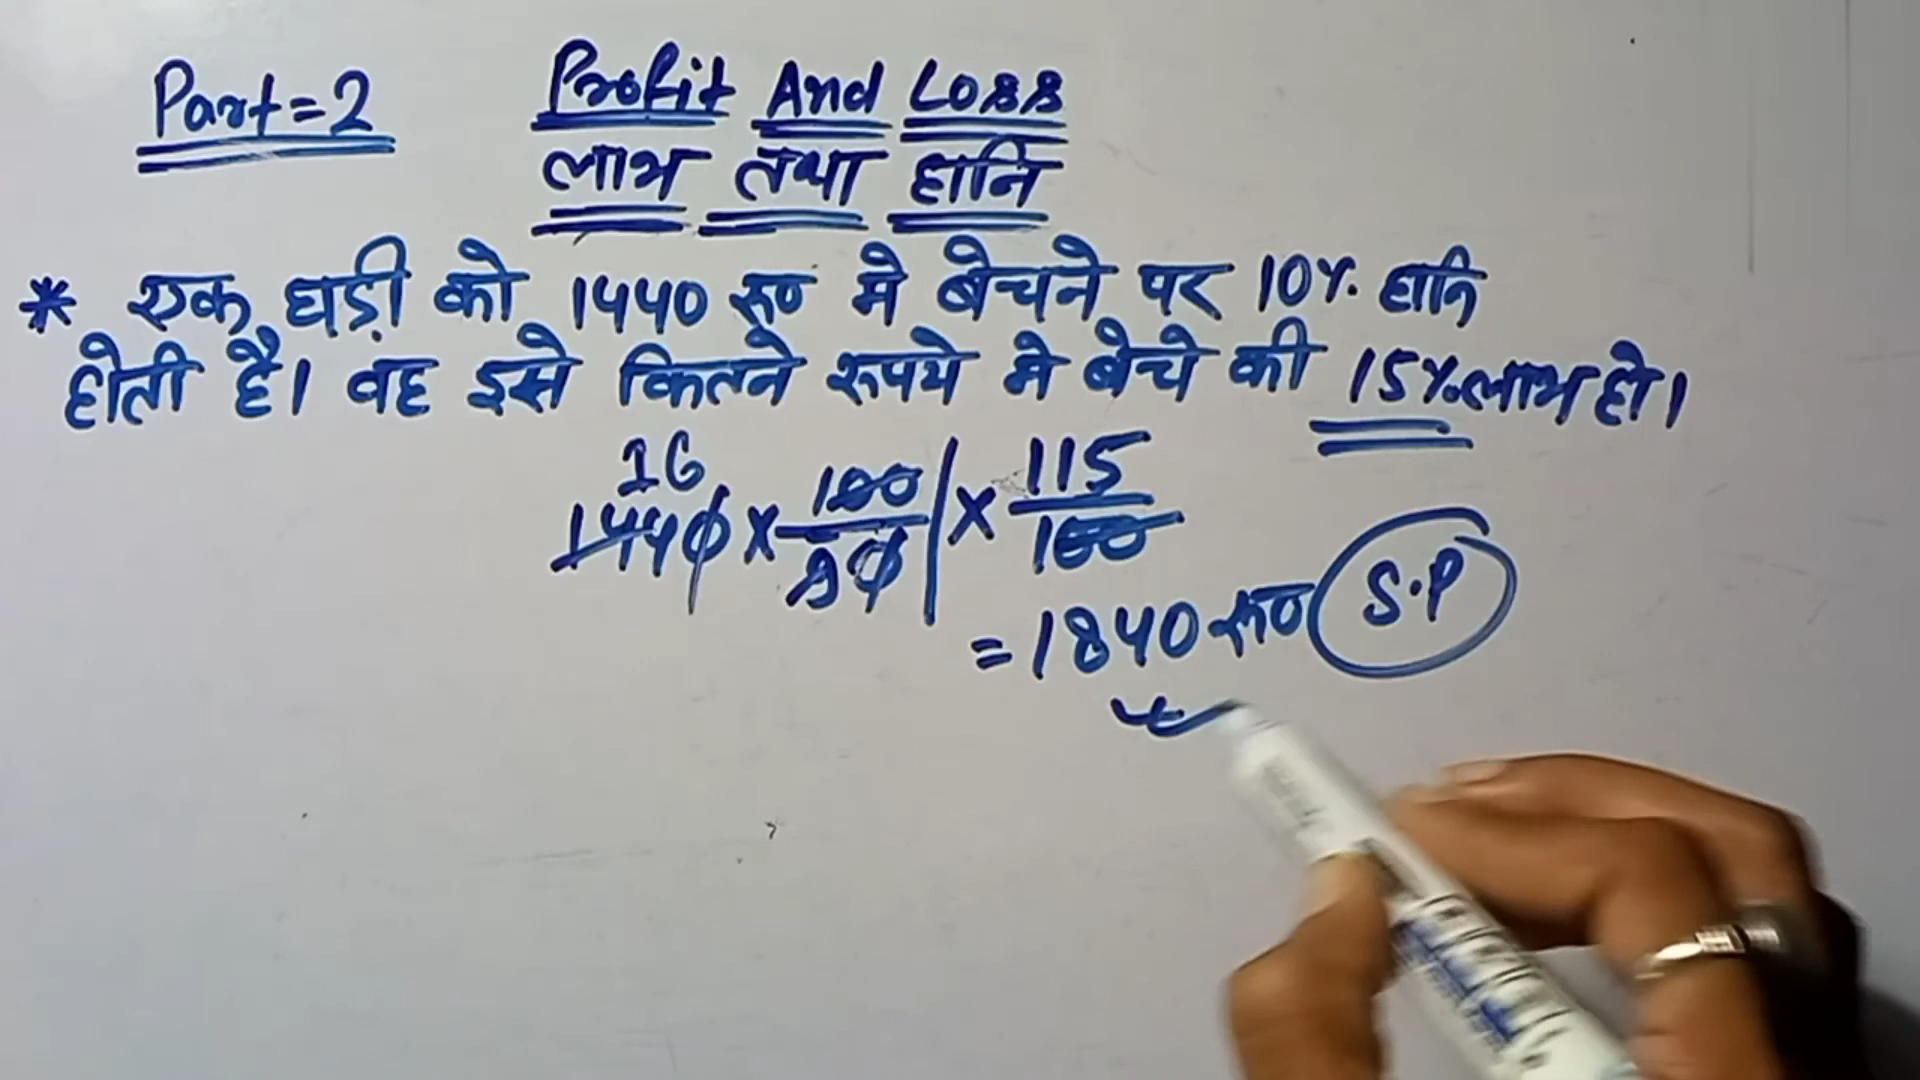 Part=2
Profit And Loss
लाभ तथा हानि
* एक घड़ी को 1440 रू० मे बेचने पर 10% हानि
होती है। वह इसे कितने रूपये मे बेचे की 15% लाभ हो।
16
1440 × 100/90 × 115/100
= 1840 रू० S.P